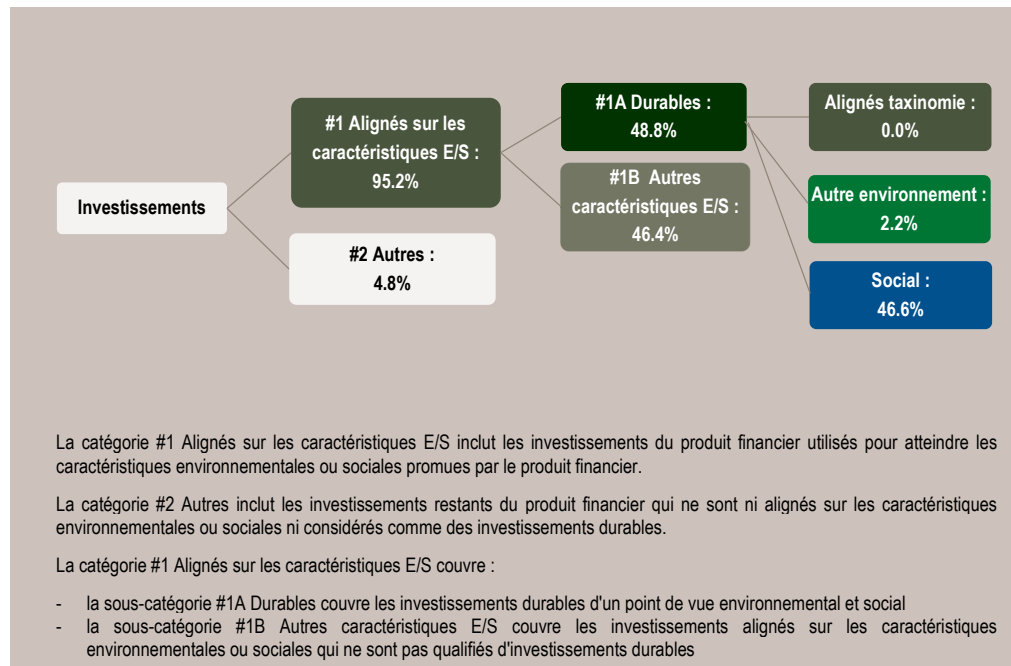 #1A Durables :
48.8%
Alignés taxinomie :
0.0%
#1 Alignés sur les
caractéristiques E/S :
95.2%
#1B Autres
caractéristiques E/S :
46.4%
Investissements
Autre environnement :
2.2%
#2 Autres :
4.8%
Social :
46.6%
La catégorie #1 Alignés sur les caractéristiques E/S inclut les investissements du produit financier utilisés pour atteindre les
caractéristiques environnementales ou sociales promues par le produit financier.
La catégorie #2 Autres inclut les investissements restants du produit financier qui ne sont ni alignés sur les caractéristiques
environnementales ou sociales ni considérés comme des investissements durables.
La catégorie #1 Alignés sur les caractéristiques E/S couvre :
- la sous-catégorie #1A Durables couvre les investissements durables d'un point de vue environnemental et social
- la sous-catégorie #1B Autres caractéristiques E/S couvre les investissements alignés sur les caractéristiques
environnementales ou sociales qui ne sont pas qualifiés d'investissements durables